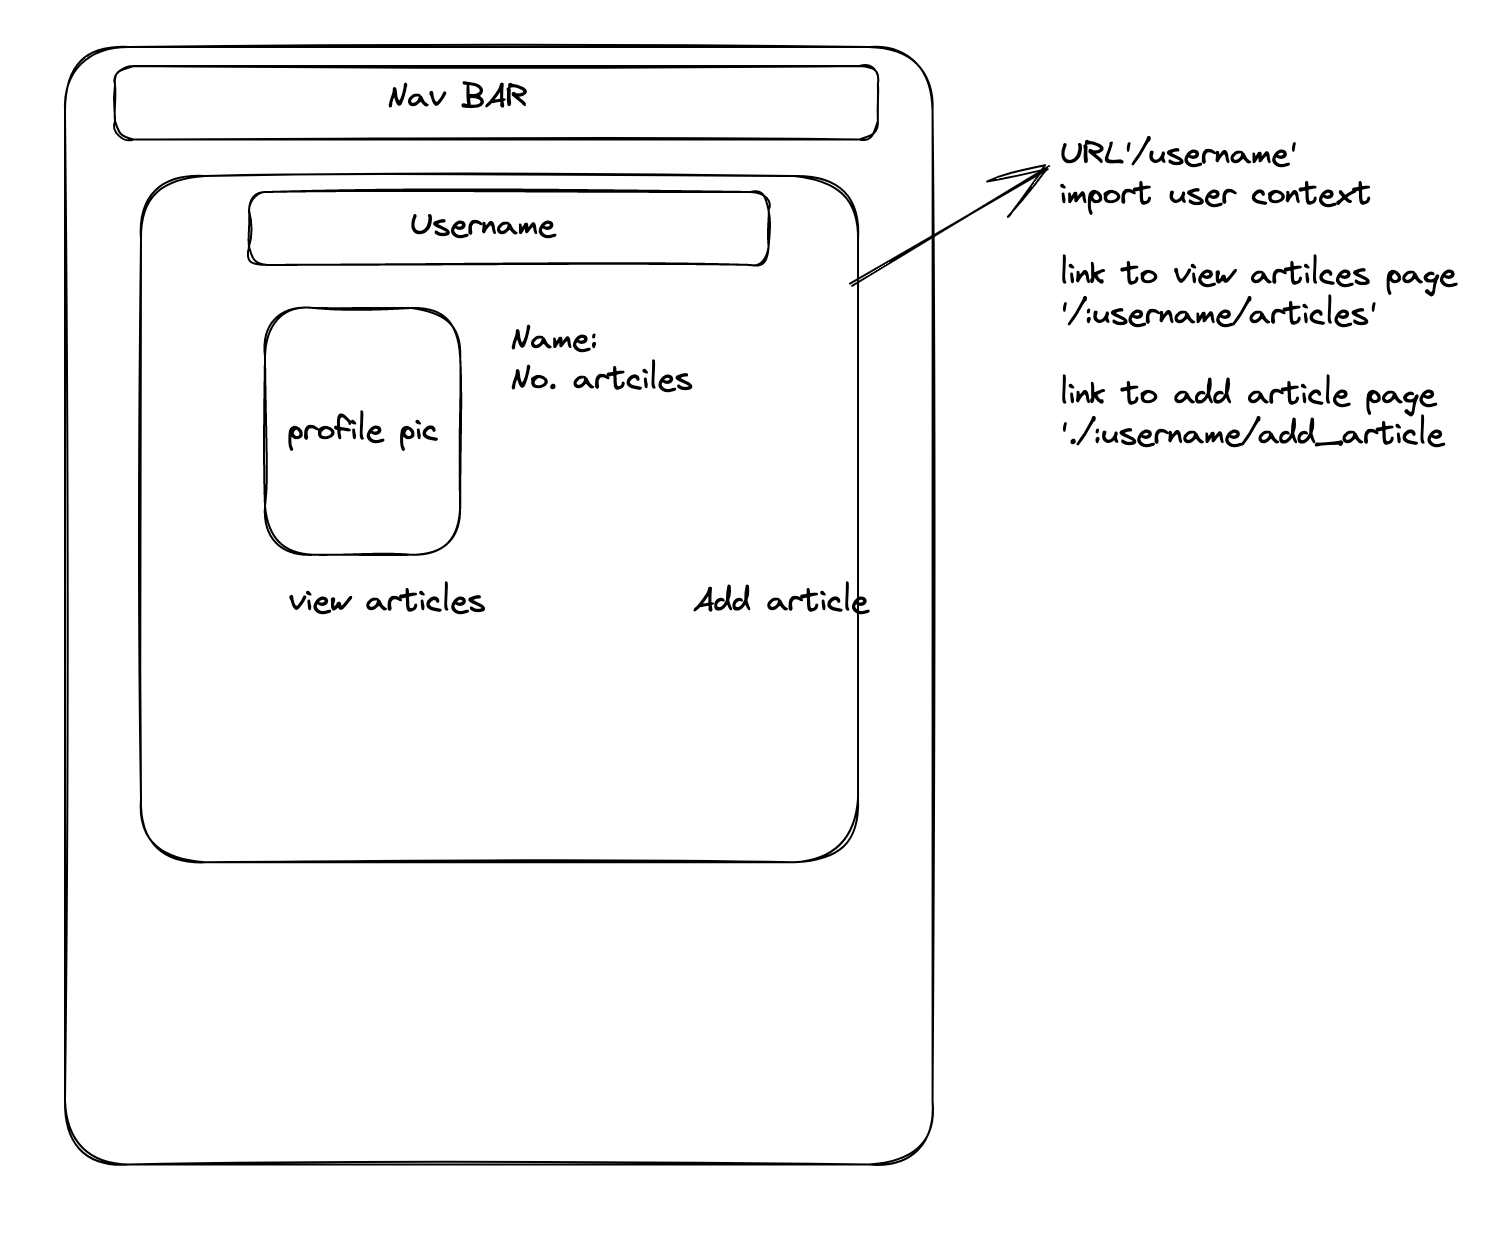 Nav BAR
Username
Name:
No. artciles
profile pic
view articles
Add article
URL'/username'
import user context
link to view artilces page
'/:username/articles'
link to add article page
'./:username/add_article